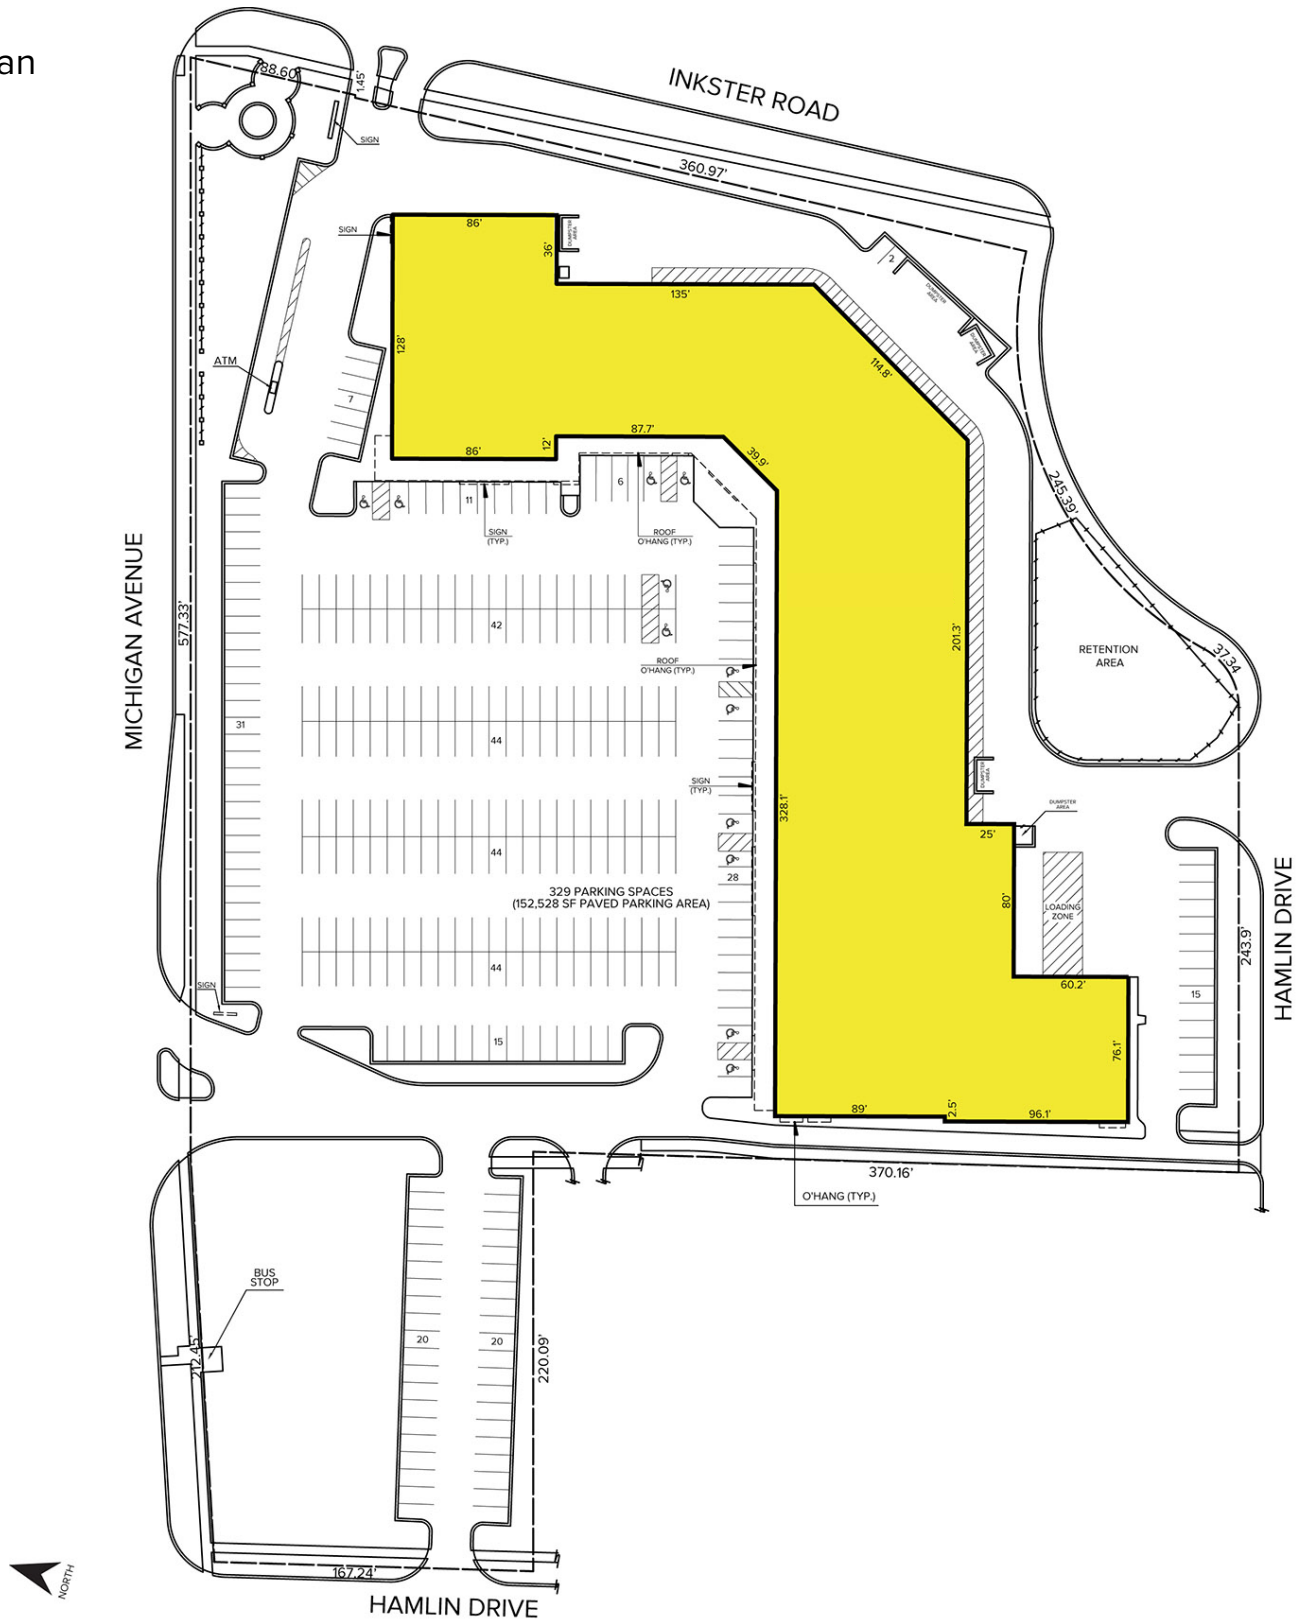 an
INKSTER ROAD
88.60'
1.45'
SIGN
360.97'
SIGN
86'
36'
DUMPSTER
AREA
2
DUMPSTER
AREA
DUMPSTER
AREA
135'
128'
114.8'
ATM
7
87.7'
12'
86'
39.9'
6
11
SIGN
(TYP.)
ROOF
O'HANG (TYP.)
245.39'
MICHIGAN AVENUE
577.33'
42
201.3'
RETENTION
AREA
37.34
ROOF
O'HANG (TYP.)
31
44
SIGN
(TYP.)
328.1'
DUMPSTER
AREA
DUMPSTER
AREA
25'
44
28
329 PARKING SPACES
(152,528 SF PAVED PARKING AREA)
80'
LOADING
ZONE
HAMLIN DRIVE
243.9'
44
60.2'
15
SIGN
15
76.1'
89'
2.5'
96.1'
370.16'
O'HANG (TYP.)
BUS
STOP
212.45'
20
20
220.09'
167.24'
NORTH
HAMLIN DRIVE